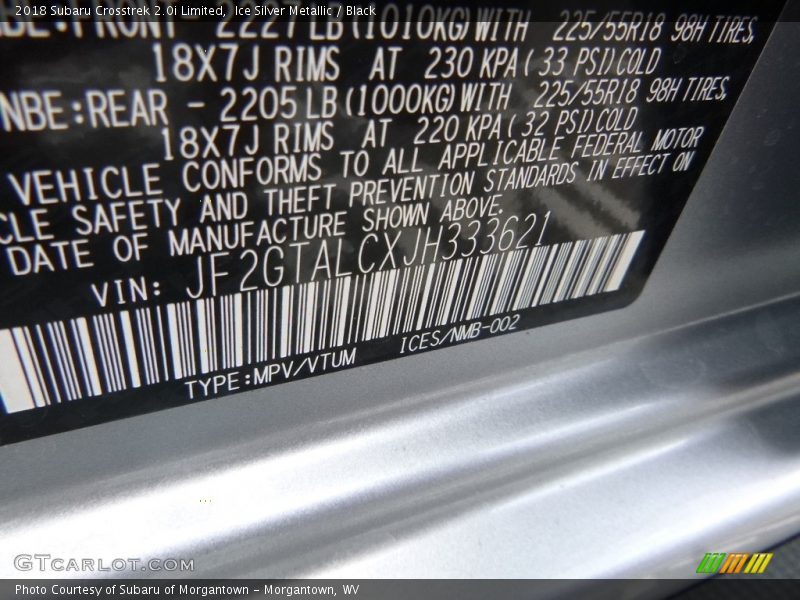 2018 Subaru Crosstrek 2.0i Limited, Ice Silver Metallic / Black
FRONT - 2227 LB (1010KG) WITH 225/55R18 98H TIRES,
18X7J RIMS AT 230 KPA ( 33 PSI) COLD
NBE:REAR - 2205 LB (1000KG) WITH 225/55R18 98H TIRES,
18X7J RIMS AT 220 KPA ( 32 PSI) COLD
VEHICLE CONFORMS TO ALL APPLICABLE FEDERAL MOTOR
CLE SAFETY AND THEFT PREVENTION STANDARDS IN EFFECT ON
DATE OF MANUFACTURE SHOWN ABOVE.
VIN: JF2GTALCXJH333621
TYPE:MPV/VTUM ICES/NMB-002
GTCARLOT.COM
Photo Courtesy of Subaru of Morgantown - Morgantown, WV